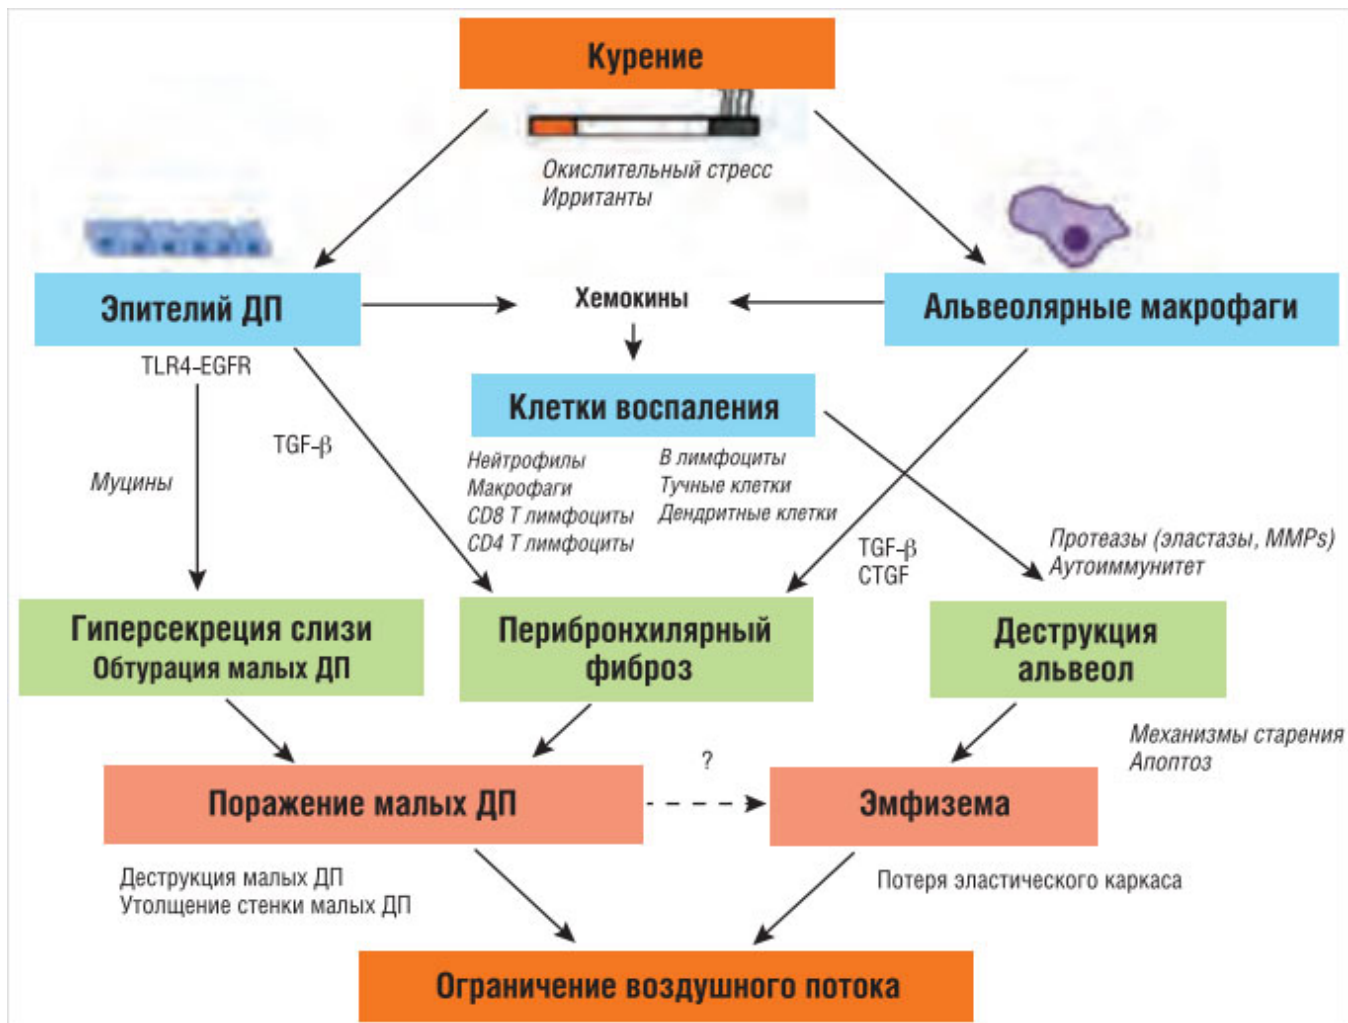 Курение
Окислительный стресс
Ирританты
Эпителий ДП
Хемокины
Альвеолярные макрофаги
TLR4-EGFR
Клетки воспаления
TGF-β
Муцины
Нейтрофилы
Макрофаги
CD8 Т лимфоциты
CD4 Т лимфоциты
В лимфоциты
Тучные клетки
Дендритные клетки
TGF-β
CTGF
Протеазы (эластазы, MMPs)
Аутоиммунитет
Гиперсекреция слизи
Обтурация малых ДП
Перибронхилярный
фиброз
Деструкция
альвеол
Механизмы старения
Апоптоз
Поражение малых ДП
?
Эмфизема
Деструкция малых ДП
Утолщение стенки малых ДП
Потеря эластического каркаса
Ограничение воздушного потока